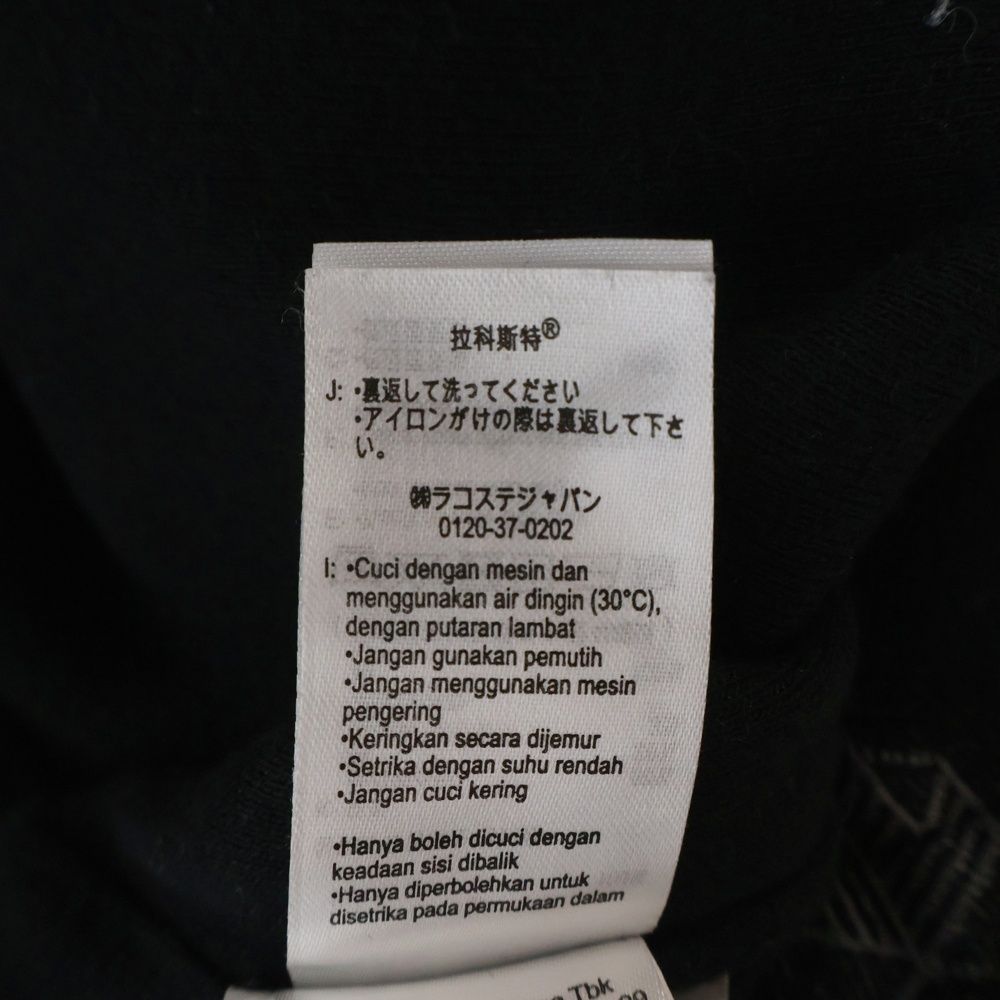 拉科斯特®
J: •裏返して洗ってください
•アイロンがけの際は裏返して下さ
い。
㈱ラコステジャパン
0120-37-0202
I: •Cuci dengan mesin dan
menggunakan air dingin (30°C),
dengan putaran lambat
•Jangan gunakan pemutih
•Jangan menggunakan mesin
pengering
•Keringkan secara dijemur
•Setrika dengan suhu rendah
•Jangan cuci kering
•Hanya boleh dicuci dengan
keadaan sisi dibalik
•Hanya diperbolehkan untuk
disetrika pada permukaan dalam
Tbk